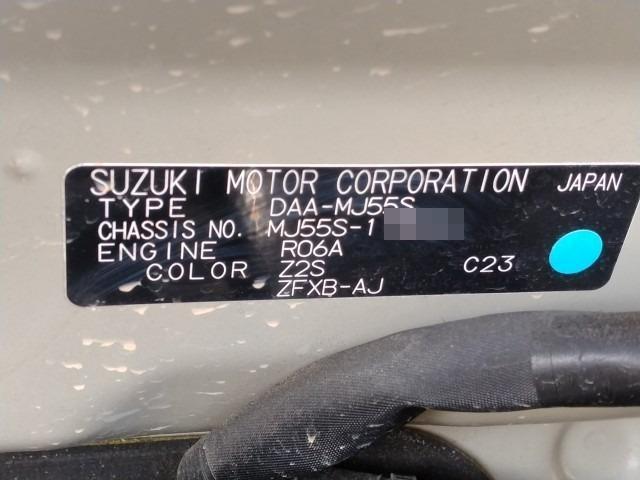 SUZUKI MOTOR CORPORATION JAPAN
TYPE DAA-MJ55S
CHASSIS NO. MJ55S-1
ENGINE R06A
COLOR Z2S C23
ZFXB-AJ